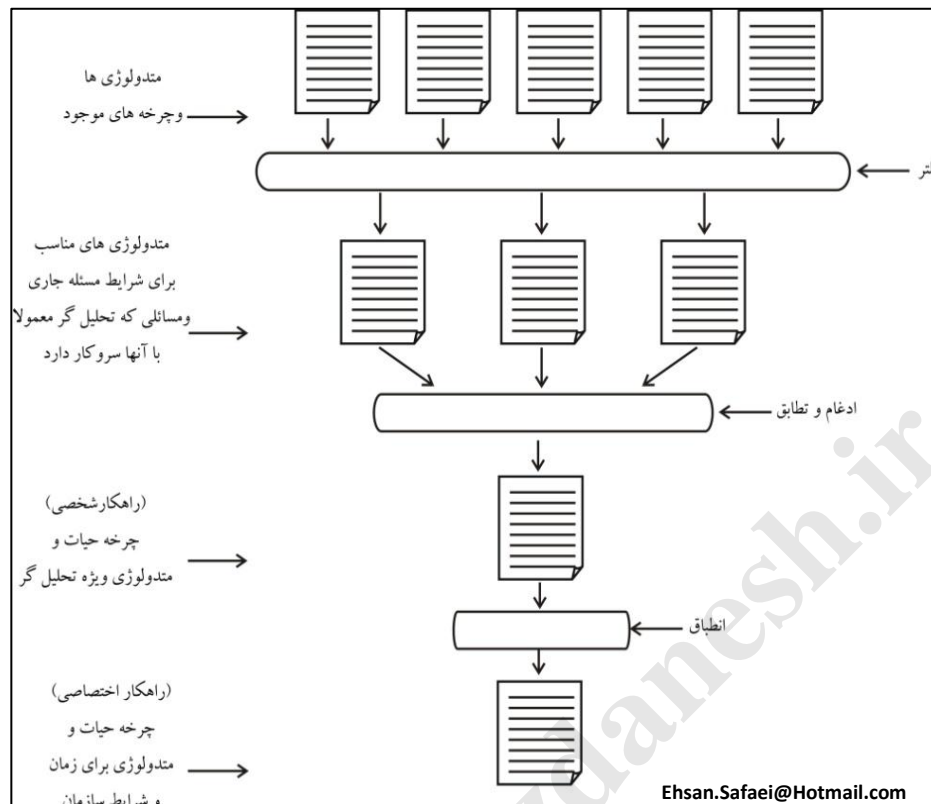 متدولوژی ها
وچرخه های موجود
متدولوژی های مناسب
برای شرایط مسئله جاری
ومسائلی که تحلیل گر معمولا
با آنها سروکار دارد
ادغام و تطابق
(راهکارشخصی)
چرخه حیات و
متدولوژی ویژه تحلیل گر
انطباق
(راهکار اختصاصی)
چرخه حیات و
متدولوژی برای زمان
و شرایط سازمان
Ehsan.Safaei@Hotmail.com